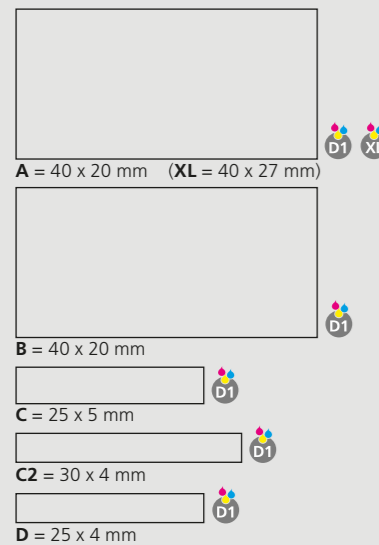 D1 XL
A = 40 x 20 mm (XL = 40 x 27 mm)
D1
B = 40 x 20 mm
D1
C = 25 x 5 mm
D1
C2 = 30 x 4 mm
D1
D = 25 x 4 mm